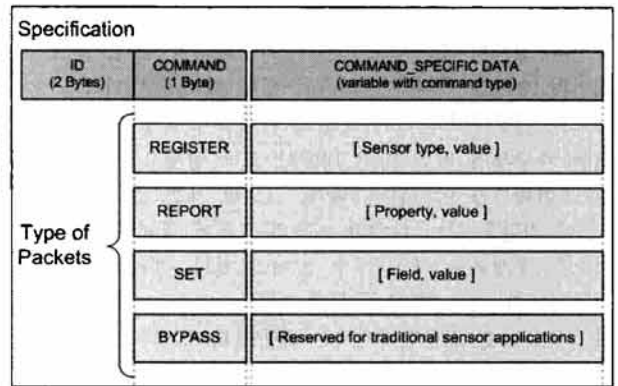 Specification
ID
(2 Bytes)
COMMAND
(1 Byte)
COMMAND_SPECIFIC DATA
(variable with command type)
REGISTER
[ Sensor type, value ]
REPORT
[ Property, value ]
Type of
Packets
SET
[ Field, value ]
BYPASS
[ Reserved for traditional sensor applications ]